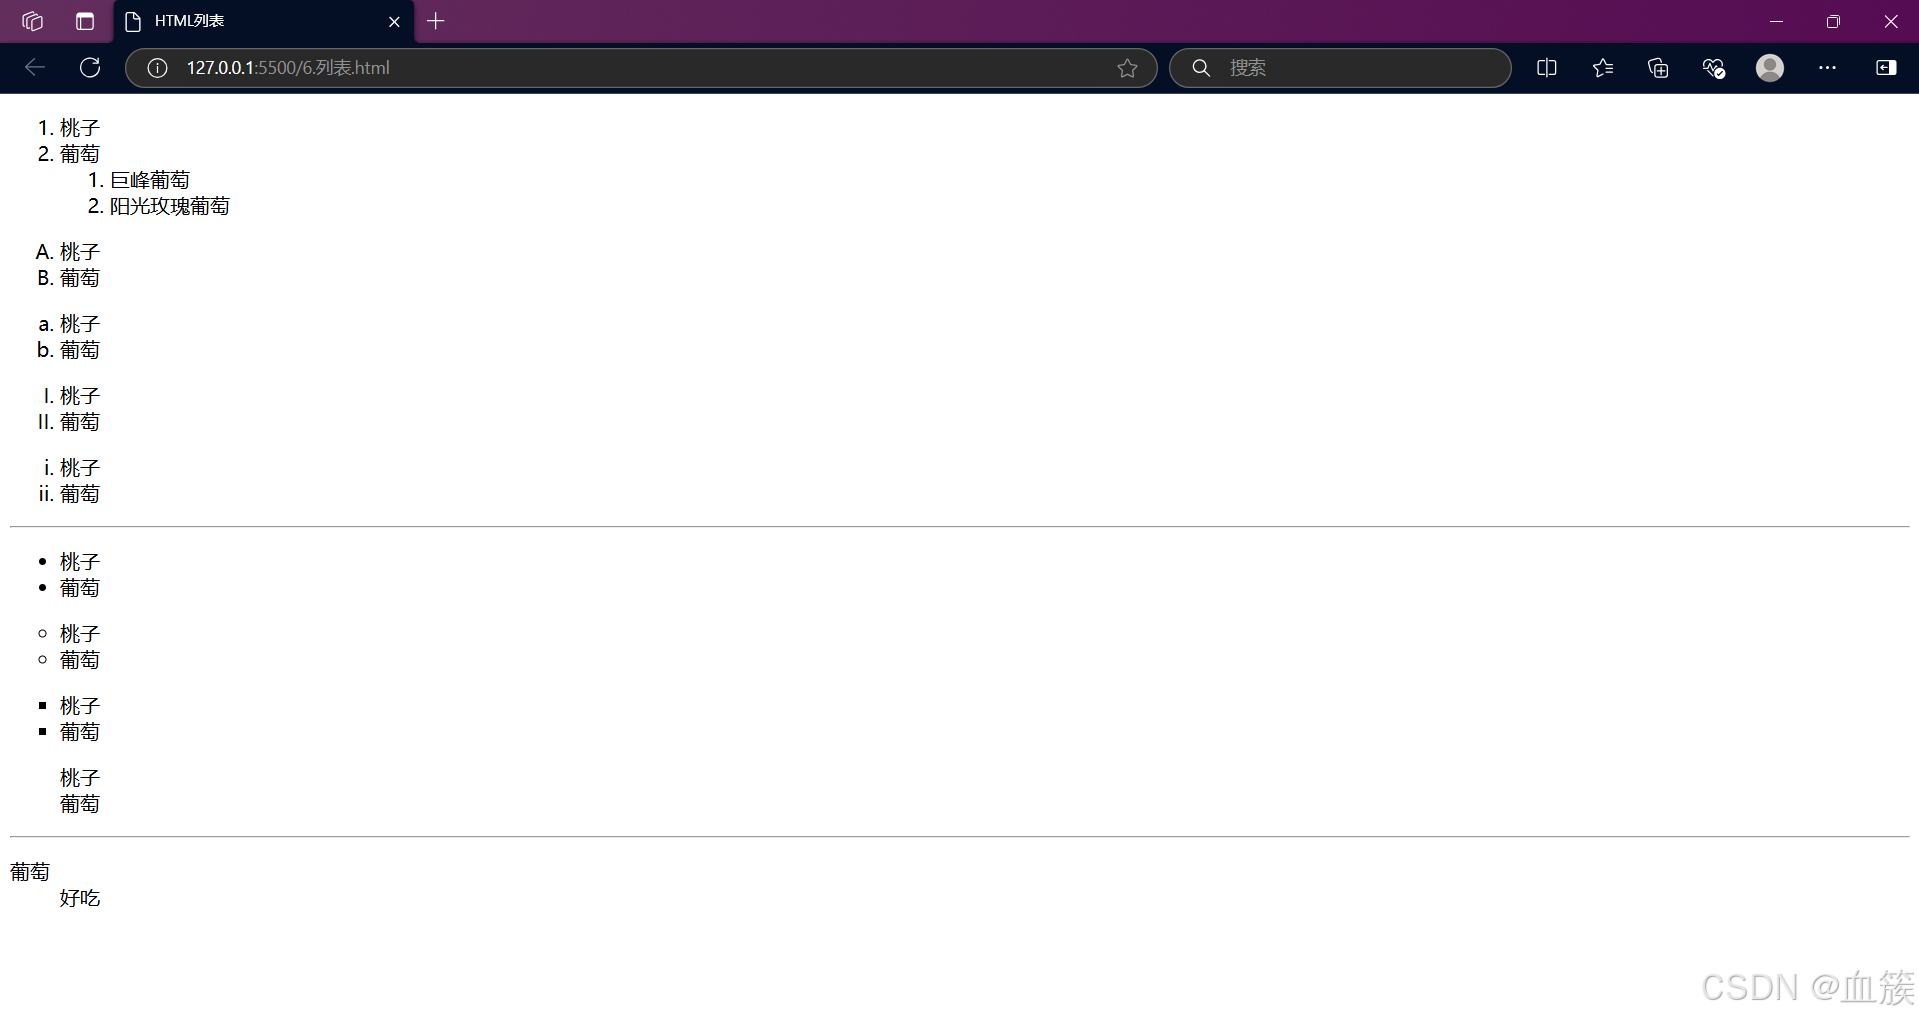 HTML列表
127.0.0.1:5500/6.列表.html
搜索
1. 桃子
2. 葡萄
1. 巨峰葡萄
2. 阳光玫瑰葡萄
A. 桃子
B. 葡萄
a. 桃子
b. 葡萄
I. 桃子
II. 葡萄
i. 桃子
ii. 葡萄
• 桃子
• 葡萄
◦ 桃子
◦ 葡萄
▪ 桃子
▪ 葡萄
桃子
葡萄
葡萄
好吃
CSDN @血簇